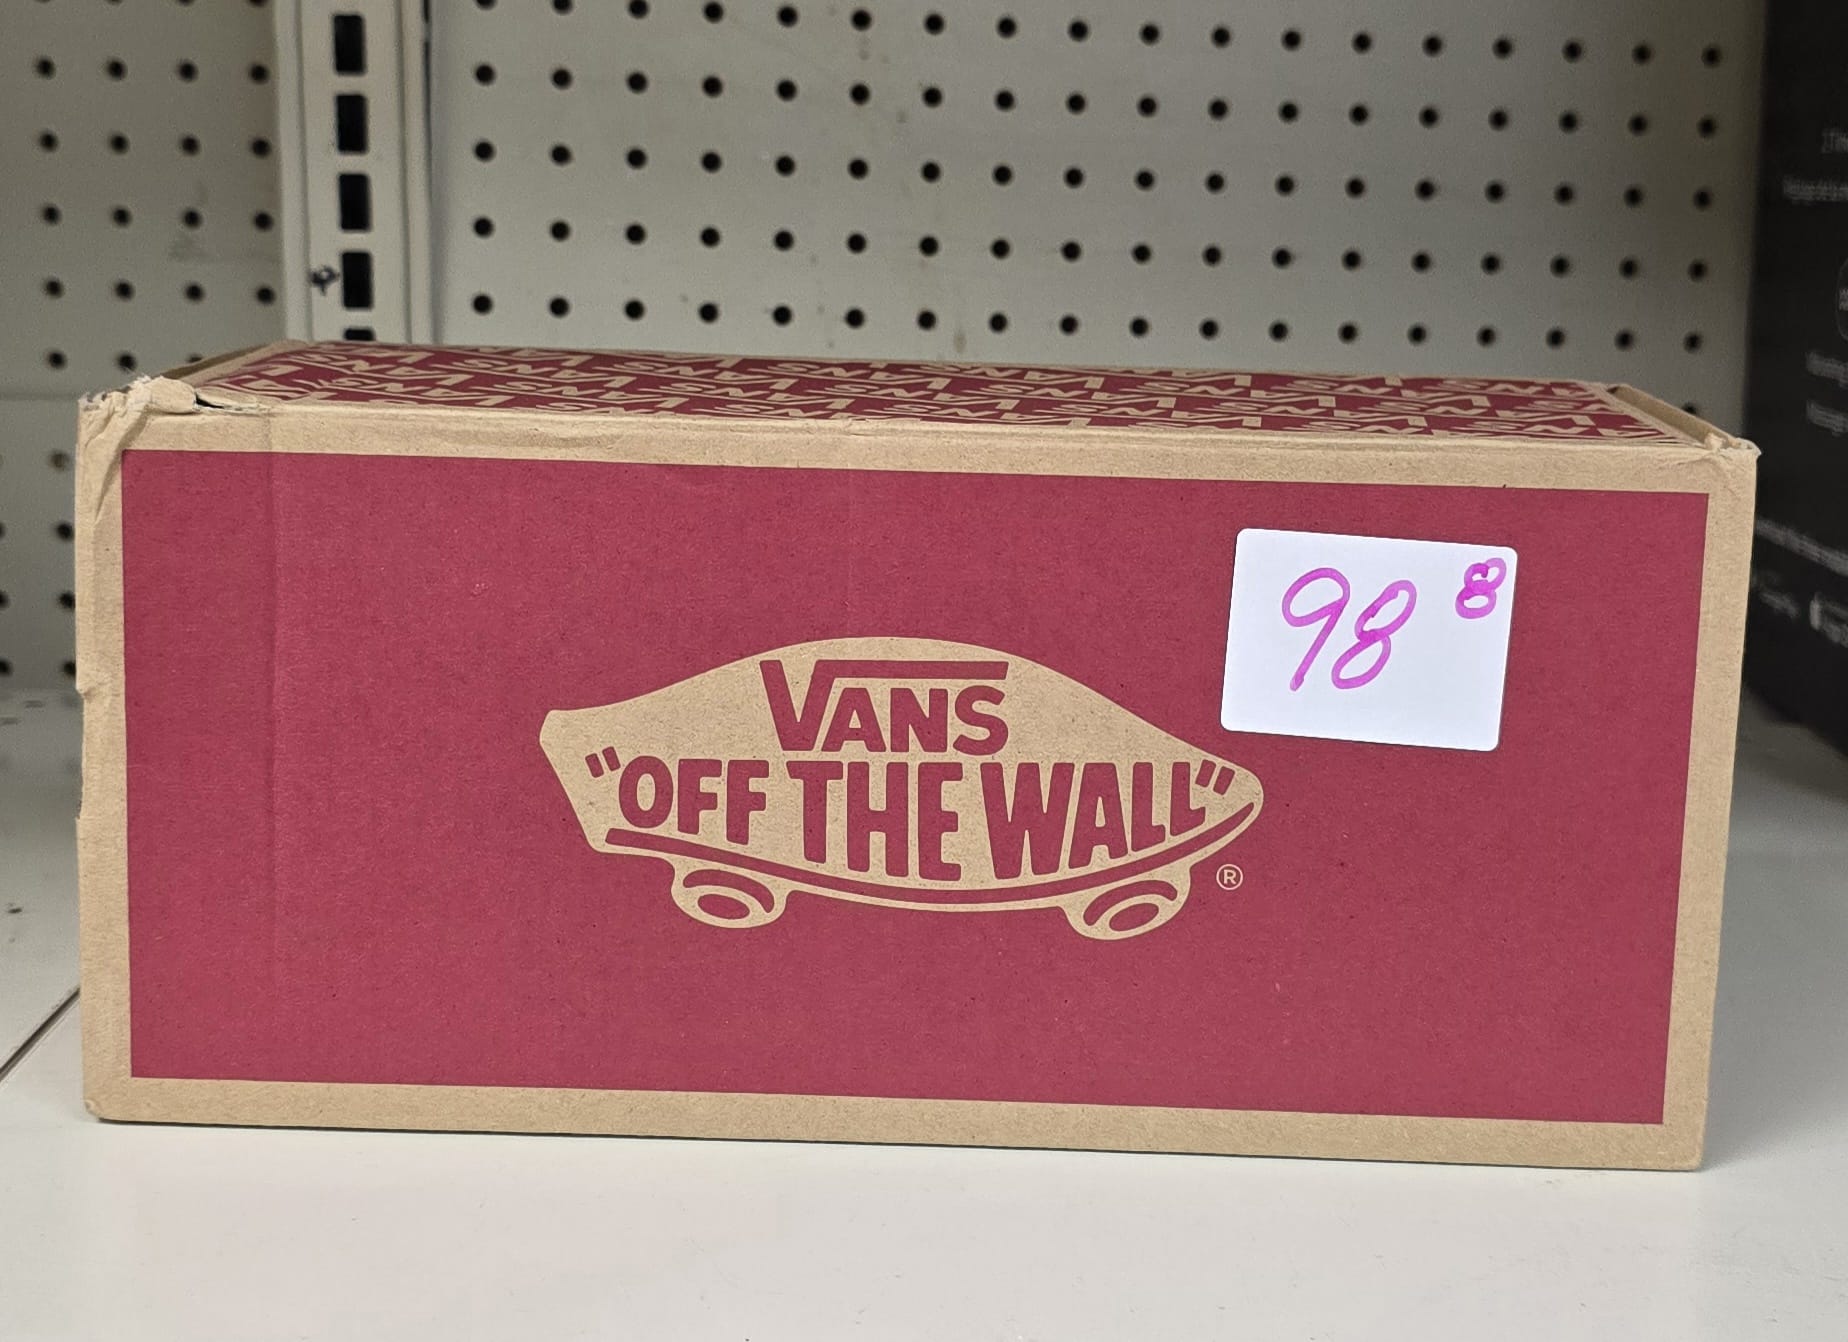 98 8
VANS
"OFF THE WALL"
®